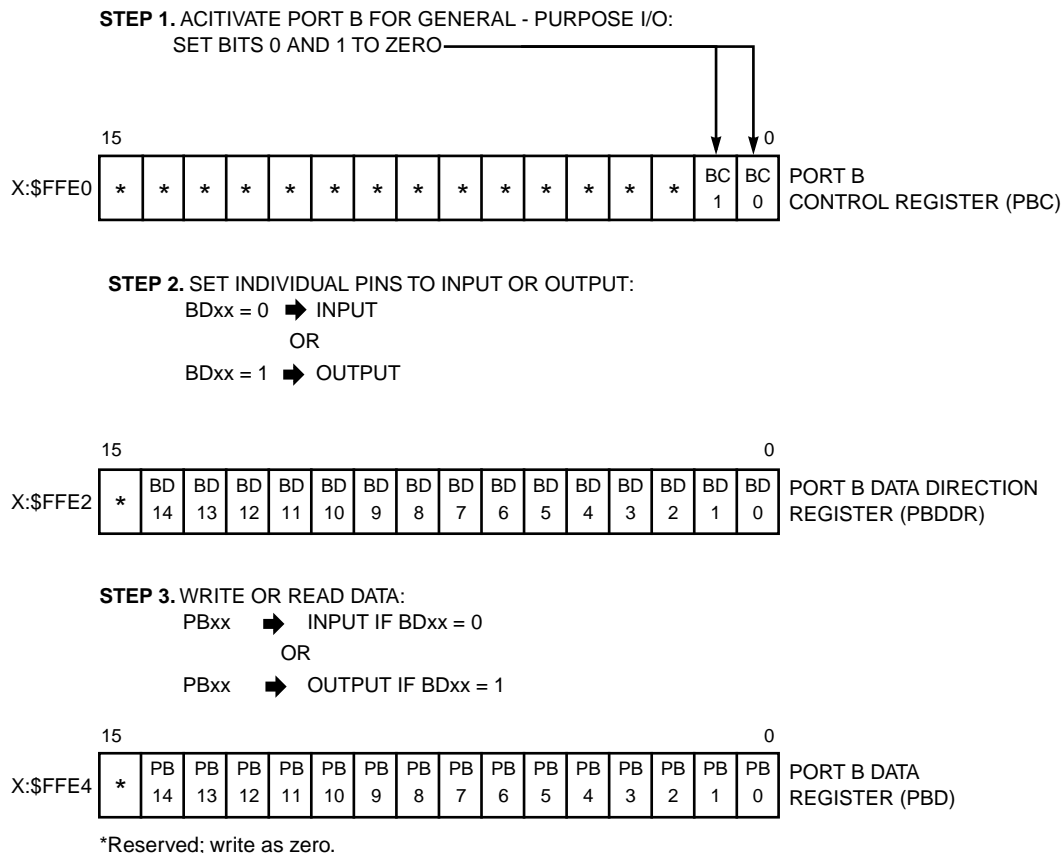 STEP 1. ACITIVATE PORT B FOR GENERAL - PURPOSE I/O:
SET BITS 0 AND 1 TO ZERO
15 0
X:$FFE0 * * * * * * * * * * * * * * BC 1 BC 0 PORT B
CONTROL REGISTER (PBC)
STEP 2. SET INDIVIDUAL PINS TO INPUT OR OUTPUT:
BDxx = 0 ➡ INPUT
OR
BDxx = 1 ➡ OUTPUT
15 0
X:$FFE2 * BD 14 BD 13 BD 12 BD 11 BD 10 BD 9 BD 8 BD 7 BD 6 BD 5 BD 4 BD 3 BD 2 BD 1 BD 0 PORT B DATA DIRECTION
REGISTER (PBDDR)
STEP 3. WRITE OR READ DATA:
PBxx ➡ INPUT IF BDxx = 0
OR
PBxx ➡ OUTPUT IF BDxx = 1
15 0
X:$FFE4 * PB 14 PB 13 PB 12 PB 11 PB 10 PB 9 PB 8 PB 7 PB 6 PB 5 PB 4 PB 3 PB 2 PB 1 PB 0 PORT B DATA
REGISTER (PBD)
*Reserved; write as zero.